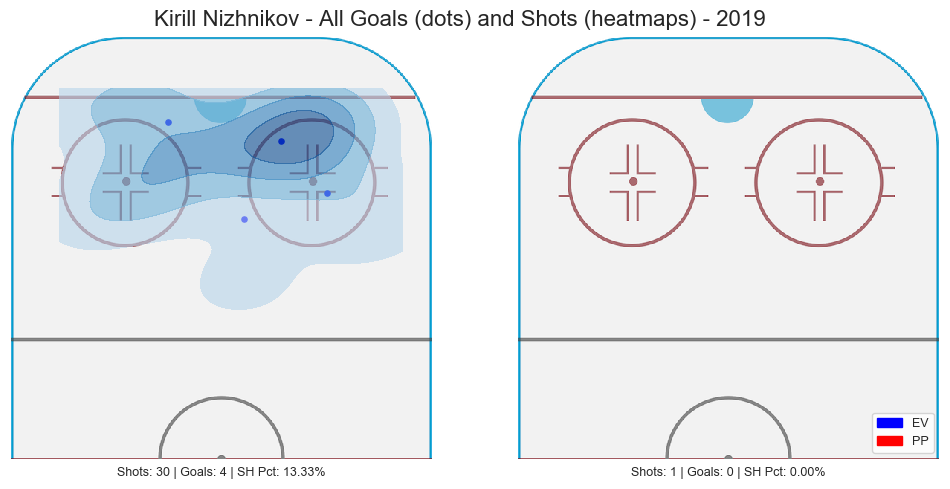 Kirill Nizhnikov - All Goals (dots) and Shots (heatmaps) - 2019
EV
PP
Shots: 30 | Goals: 4 | SH Pct: 13.33%
Shots: 1 | Goals: 0 | SH Pct: 0.00%